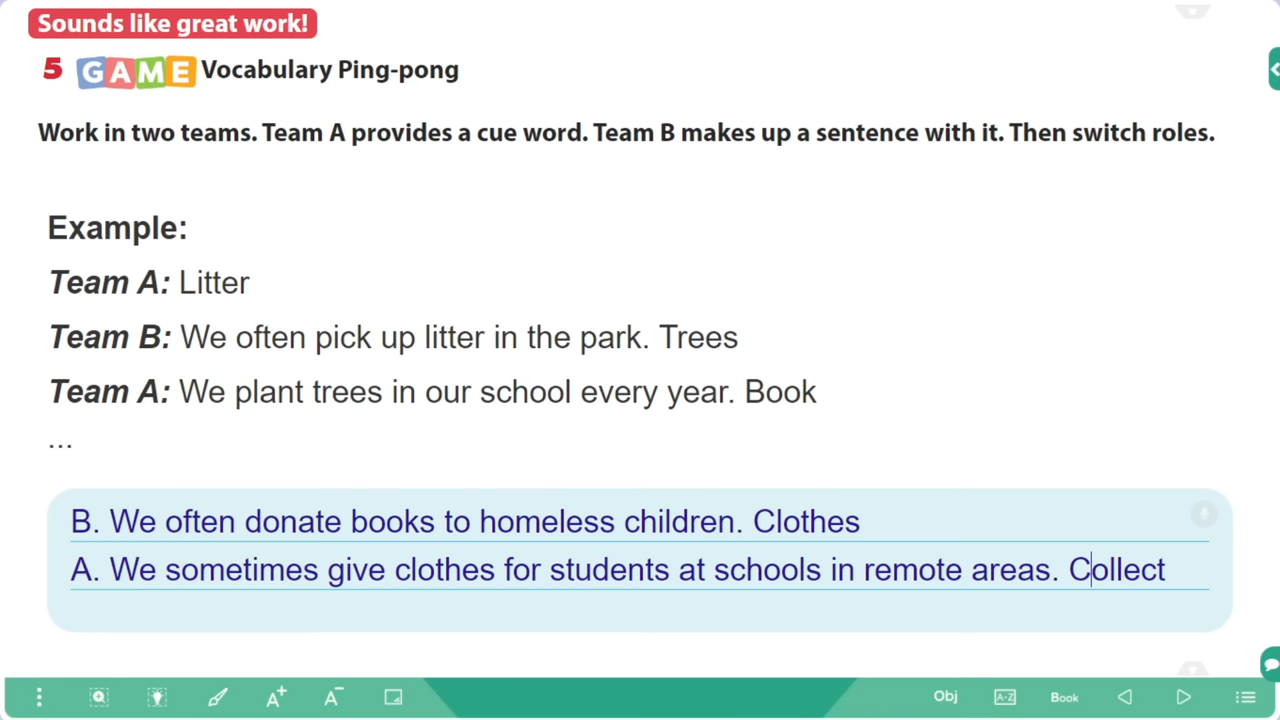 Sounds like great work!
5 GAME Vocabulary Ping-pong
Work in two teams. Team A provides a cue word. Team B makes up a sentence with it. Then switch roles.
Example:
Team A: Litter
Team B: We often pick up litter in the park. Trees
Team A: We plant trees in our school every year. Book
...
B. We often donate books to homeless children. Clothes
A. We sometimes give clothes for students at schools in remote areas. Collect
A+ A- Obj A-Z Book